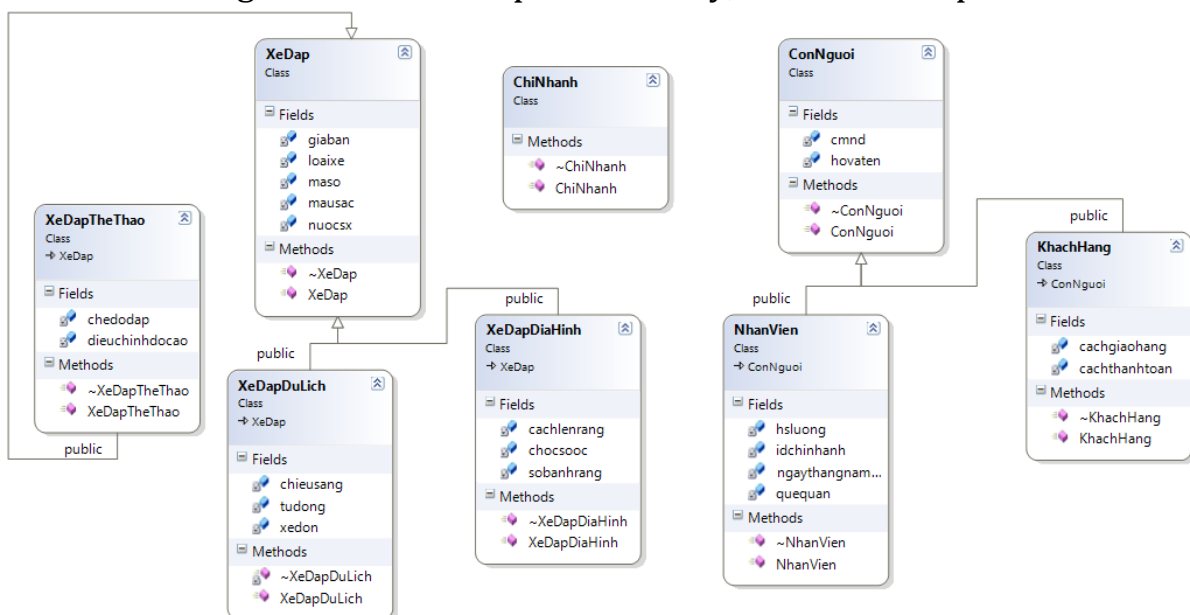 XeDap
Class
Fields
giaban
loaixe
maso
mausac
nuocsx
Methods
~XeDap
XeDap
ChiNhanh
Class
Methods
~ChiNhanh
ChiNhanh
ConNguoi
Class
Fields
cmnd
hovaten
Methods
~ConNguoi
ConNguoi
XeDapTheThao
Class
XeDap
Fields
chedodap
dieuchinhdocao
Methods
~XeDapTheThao
XeDapTheThao
public
public
XeDapDuLich
Class
XeDap
Fields
chieusang
tudong
xedon
Methods
~XeDapDuLich
XeDapDuLich
public
XeDapDiaHinh
Class
XeDap
Fields
cachlenrang
chocsooc
sobanhrang
Methods
~XeDapDiaHinh
XeDapDiaHinh
public
NhanVien
Class
ConNguoi
Fields
hsluong
idchinhanh
ngaythangnam...
quequan
Methods
~NhanVien
NhanVien
public
KhachHang
Class
ConNguoi
Fields
cachgiaohang
cachthanhtoan
Methods
~KhachHang
KhachHang